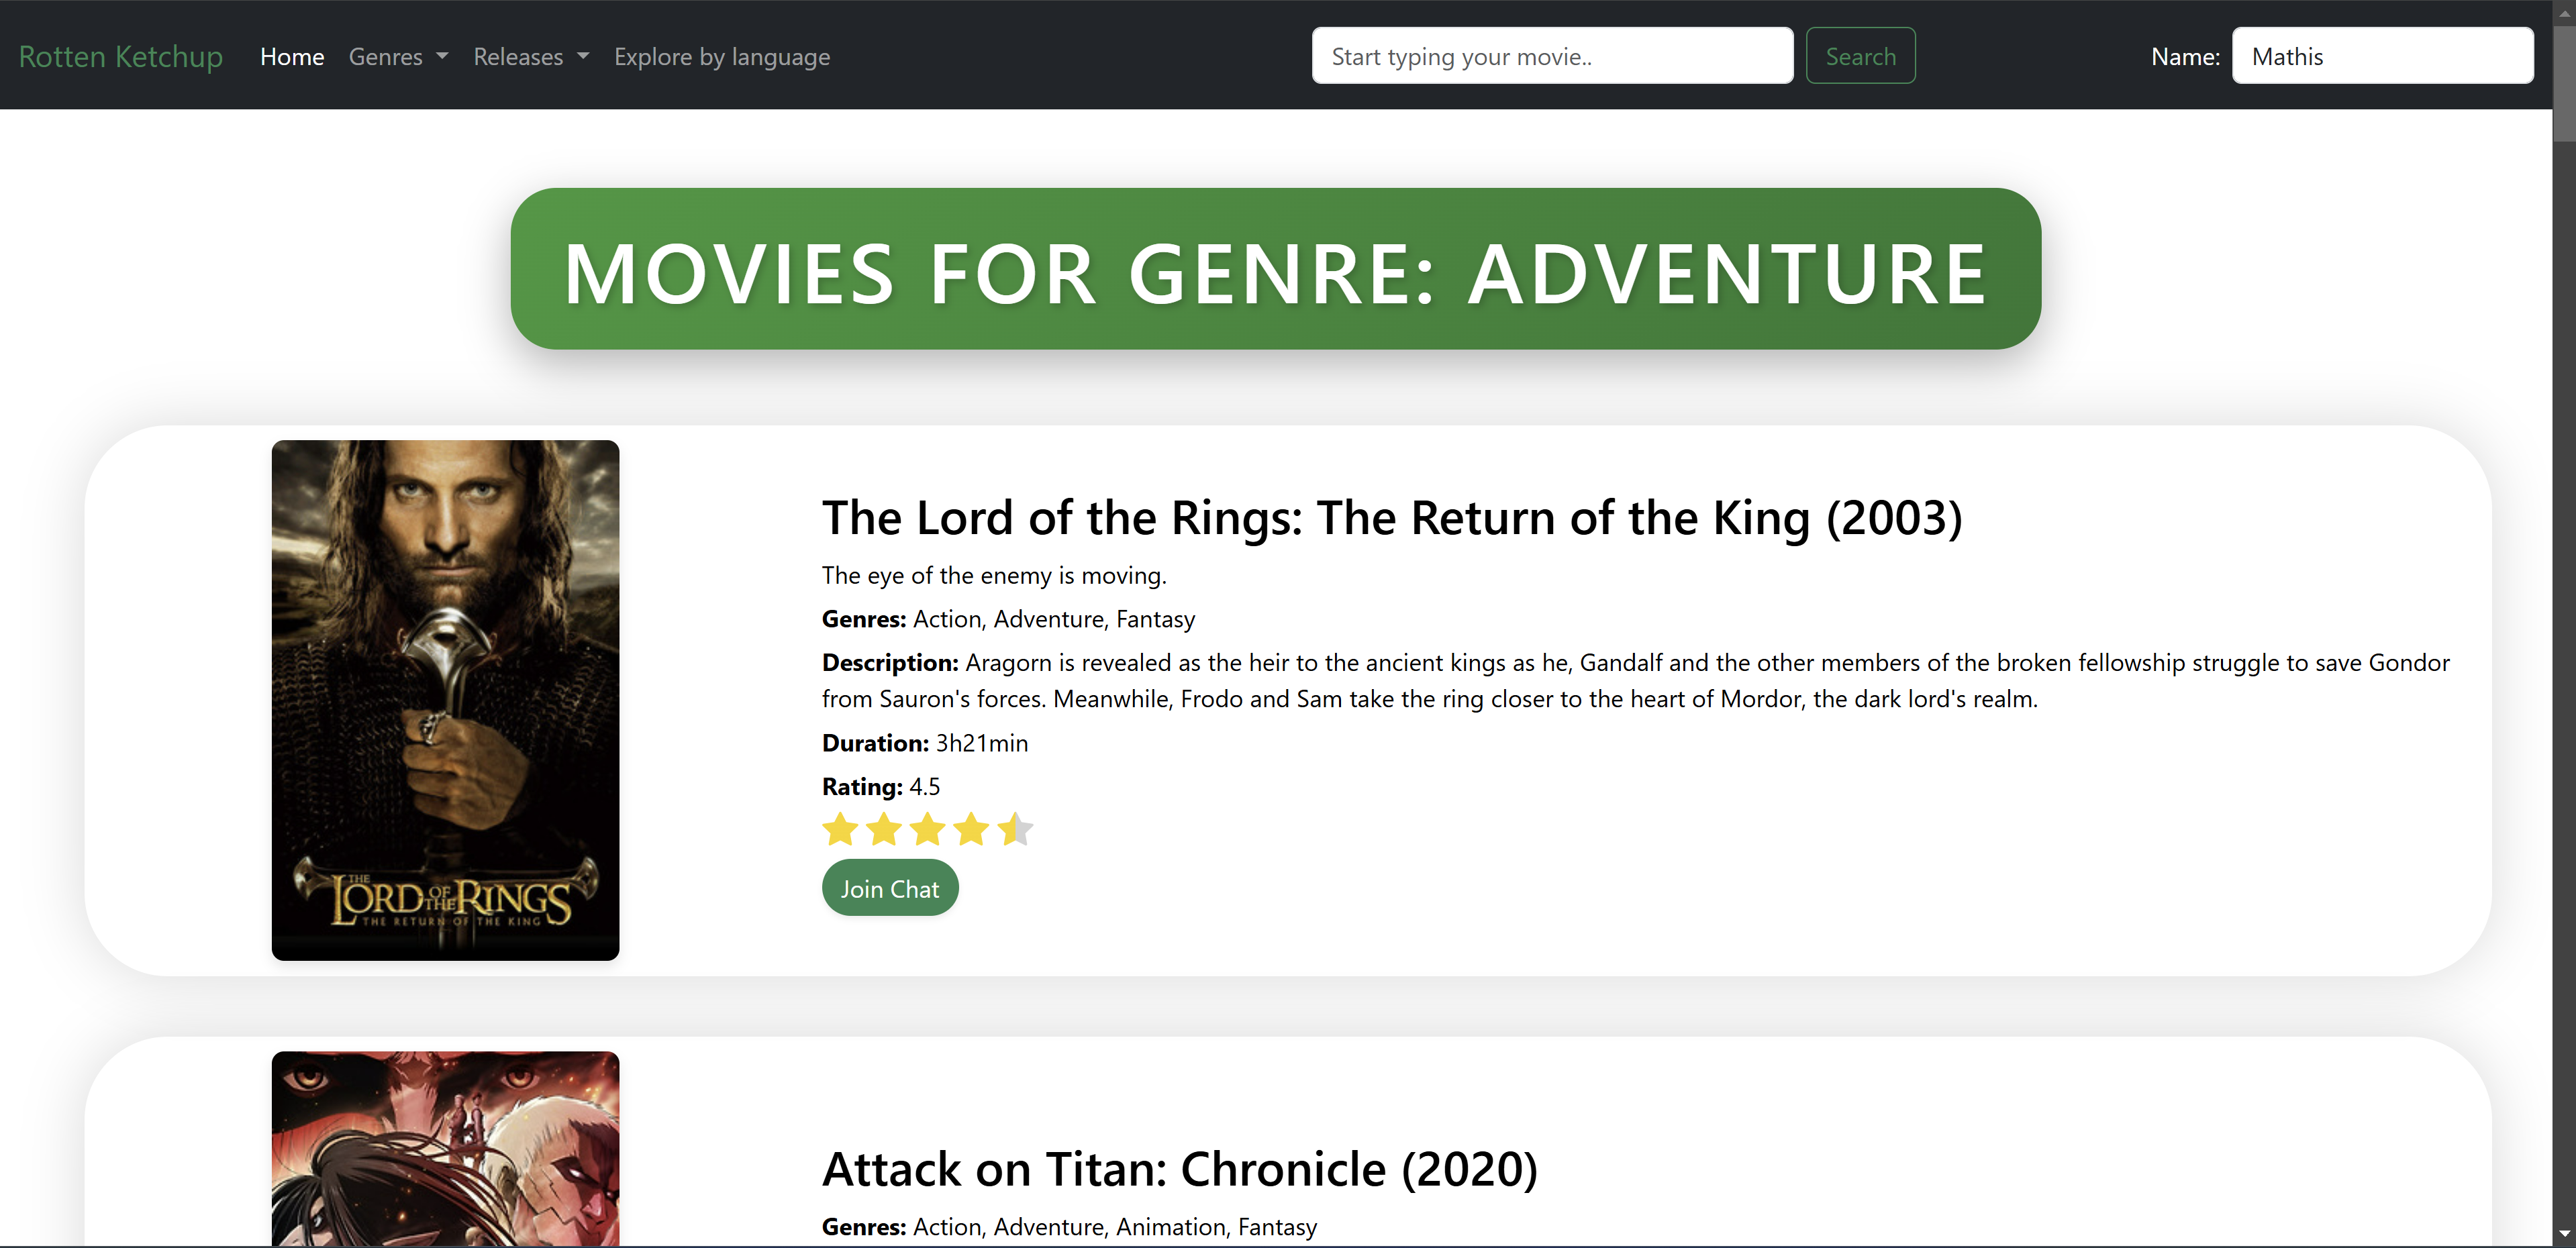 Rotten Ketchup Home Genres Releases Explore by language Start typing your movie.. Search Name: Mathis
MOVIES FOR GENRE: ADVENTURE
THE
LORD OF THE RINGS
THE RETURN OF THE KING
The Lord of the Rings: The Return of the King (2003)
The eye of the enemy is moving.
Genres: Action, Adventure, Fantasy
Description: Aragorn is revealed as the heir to the ancient kings as he, Gandalf and the other members of the broken fellowship struggle to save Gondor
from Sauron's forces. Meanwhile, Frodo and Sam take the ring closer to the heart of Mordor, the dark lord's realm.
Duration: 3h21min
Rating: 4.5
Join Chat
Attack on Titan: Chronicle (2020)
Genres: Action, Adventure, Animation, Fantasy